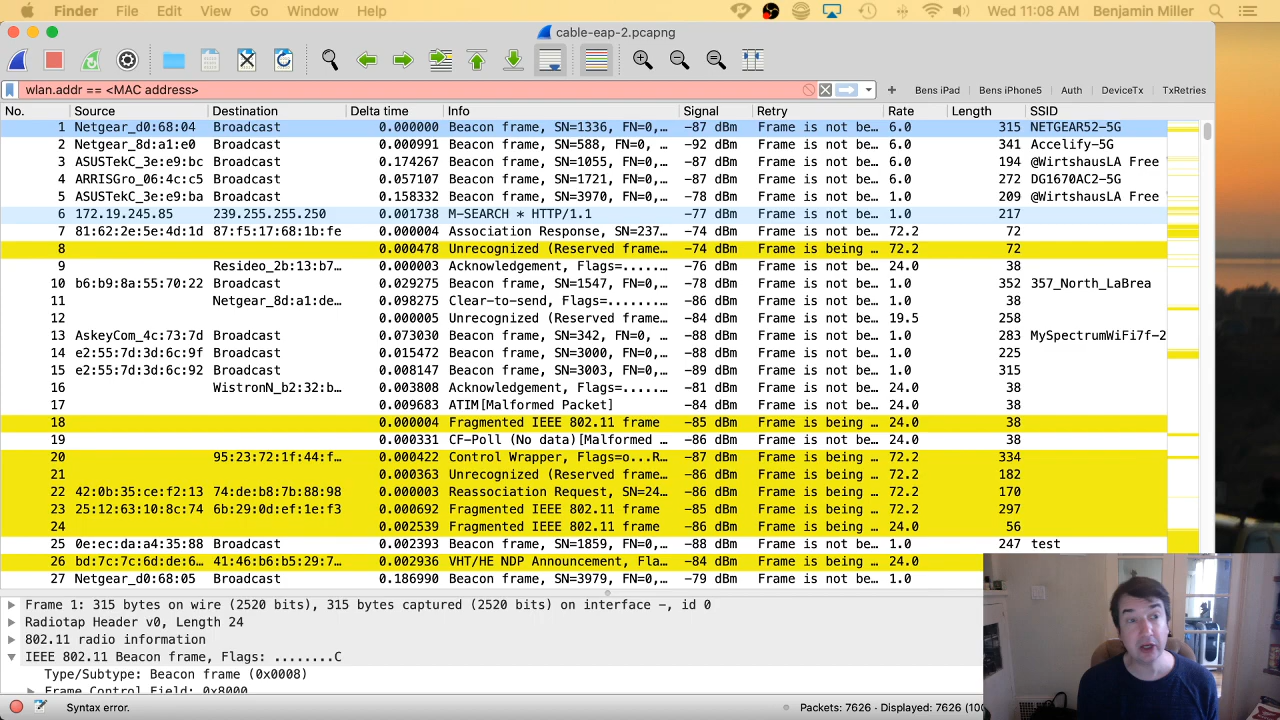 Finder File Edit View Go Window Help Wed 11:08 AM Benjamin Miller
cable-eap-2.pcapng
wlan.addr == <MAC address> Bens iPad Bens iPhone5 Auth DeviceTx TxRetries
No. Source Destination Delta time Info Signal Retry Rate Length SSID
1 Netgear_d0:68:04 Broadcast 0.000000 Beacon frame, SN=1336, FN=0,… -87 dBm Frame is not be… 6.0 315 NETGEAR52-5G
2 Netgear_8d:a1:e0 Broadcast 0.000991 Beacon frame, SN=588, FN=0,… -92 dBm Frame is not be… 6.0 341 Accelify-5G
3 ASUSTekC_3e:e9:bc Broadcast 0.174267 Beacon frame, SN=1055, FN=0,… -85 dBm Frame is not be… 6.0 194 @WirtshausLA Free
4 ARRISGro_06:4c:c5 Broadcast 0.057107 Beacon frame, SN=1721, FN=0,… -84 dBm Frame is not be… 6.0 272 DG1670AC2-5G
5 ASUSTekC_3e:e9:ba Broadcast 0.158332 Beacon frame, SN=3970, FN=0,… -78 dBm Frame is not be… 1.0 209 @WirtshausLA Free
6 172.19.245.85 239.255.255.250 0.001738 M-SEARCH * HTTP/1.1 -77 dBm Frame is not be… 1.0 217
7 81:62:2e:5e:4d:1d 87:f5:17:68:1b:fe 0.000004 Association Response, SN=237… -74 dBm Frame is not be… 72.2 72
8 0.000478 Unrecognized (Reserved frame… -74 dBm Frame is being … 72.2 72
9 Resideo_2b:13:b7… 0.000003 Acknowledgement, Flags=...... -76 dBm Frame is not be… 24.0 38
10 b6:b9:8a:55:70:22 Broadcast 0.029275 Beacon frame, SN=1547, FN=0,… -78 dBm Frame is not be… 1.0 352 357_North_LaBrea
11 Netgear_8d:a1:de… 0.098275 Clear-to-send, Flags=....... -86 dBm Frame is not be… 1.0 38
12 0.000005 Unrecognized (Reserved frame… -84 dBm Frame is not be… 19.5 258
13 AskeyCom_4c:73:7d Broadcast 0.073030 Beacon frame, SN=342, FN=0,… -88 dBm Frame is not be… 1.0 283 MySpectrumWiFi7f-2
14 e2:55:7d:3d:6c:9f Broadcast 0.015472 Beacon frame, SN=3000, FN=0,… -88 dBm Frame is not be… 1.0 225
15 e2:55:7d:3d:6c:92 Broadcast 0.008147 Beacon frame, SN=3003, FN=0,… -89 dBm Frame is not be… 1.0 315
16 WistronN_b2:32:b… 0.003808 Acknowledgement, Flags=...... -81 dBm Frame is not be… 24.0 38
17 0.009683 ATIM[Malformed Packet] -84 dBm Frame is not be… 24.0 38
18 0.000004 Fragmented IEEE 802.11 frame -85 dBm Frame is being … 24.0 38
19 0.000331 CF-Poll (No data)[Malformed … -86 dBm Frame is not be… 24.0 38
20 95:23:72:1f:44:f… 0.000422 Control Wrapper, Flags=o...R… -87 dBm Frame is being … 72.2 334
21 0.000363 Unrecognized (Reserved frame… -86 dBm Frame is being … 72.2 182
22 42:0b:35:ce:f2:13 74:de:b8:7b:88:98 0.000003 Reassociation Request, SN=24… -86 dBm Frame is being … 72.2 170
23 25:12:63:10:8c:74 6b:29:0d:ef:1e:f3 0.000692 Fragmented IEEE 802.11 frame -85 dBm Frame is being … 72.2 297
24 0.002539 Fragmented IEEE 802.11 frame -86 dBm Frame is being … 24.0 56
25 0e:ec:da:a4:35:88 Broadcast 0.002393 Beacon frame, SN=1859, FN=0,… -88 dBm Frame is not be… 1.0 247 test
26 bd:7c:7c:6d:de:6… 41:46:b6:b5:29:7… 0.002936 VHT/HE NDP Announcement, Fla… -84 dBm Frame is being … 24.0
27 Netgear_d0:68:05 Broadcast 0.186990 Beacon frame, SN=3979, FN=0,… -79 dBm Frame is not be… 1.0
Frame 1: 315 bytes on wire (2520 bits), 315 bytes captured (2520 bits) on interface -, id 0
Radiotap Header v0, Length 24
802.11 radio information
IEEE 802.11 Beacon frame, Flags: ........C
Type/Subtype: Beacon frame (0x0008)
Frame Control Field: 0x8000
Syntax error. Packets: 7626 · Displayed: 7626 (100